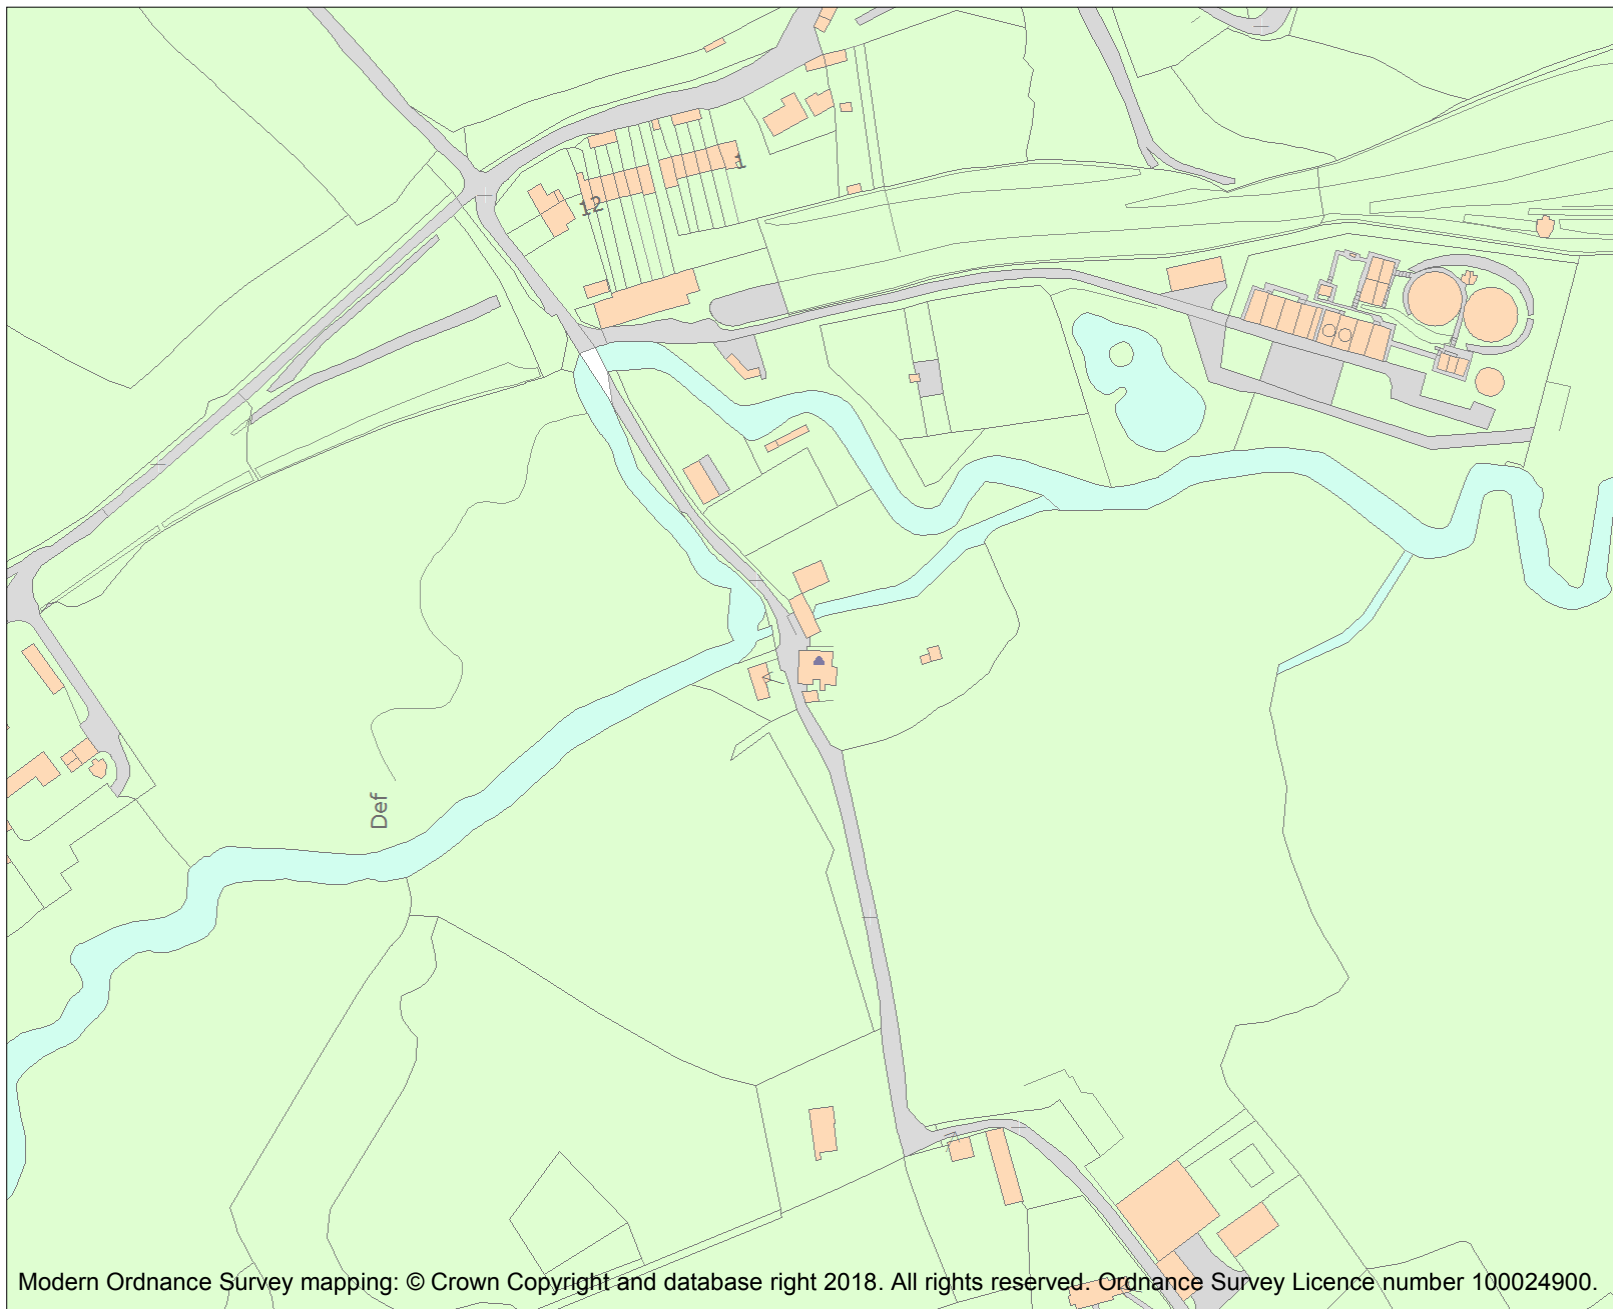 1
12
Def
Modern Ordnance Survey mapping: © Crown Copyright and database right 2018. All rights reserved. Ordnance Survey Licence number 100024900.